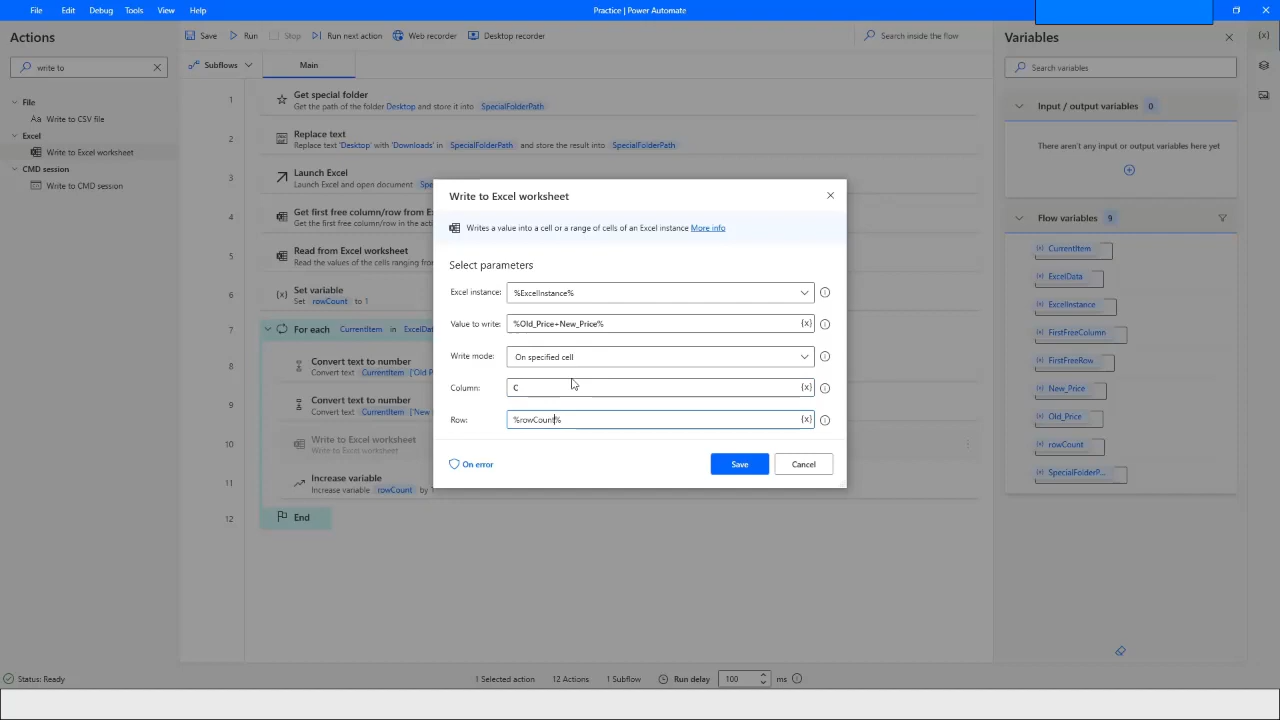 File Edit Debug Tools View Help Practice | Power Automate
Actions
write to
File
Write to CSV file
Excel
Write to Excel worksheet
CMD session
Write to CMD session
Save Run Stop Run next action Web recorder Desktop recorder Search inside the flow
Subflows Main
1 Get special folder
Get the path of the folder Desktop and store it into SpecialFolderPath
2 Replace text
Replace text 'Desktop' with 'Downloads' in SpecialFolderPath and store the result into SpecialFolderPath
3 Launch Excel
Launch Excel and open document Spe
4 Get first free column/row from Ex
Get the first free column/row in the act
5 Read from Excel worksheet
Read the values of the cells ranging from
6 Set variable
Set rowCount to 1
7 For each CurrentItem in ExcelDat
8 Convert text to number
Convert text CurrentItem ['Old P
9 Convert text to number
Convert text CurrentItem ['New
10 Write to Excel worksheet
Write to Excel worksheet
11 Increase variable
Increase variable rowCount by 1
12 End
Write to Excel worksheet
Writes a value into a cell or a range of cells of an Excel instance More info
Select parameters
Excel instance: %ExcelInstance%
Value to write: %Old_Price+New_Price% {x}
Write mode: On specified cell
Column: C {x}
Row: %rowCount% {x}
On error Save Cancel
Variables
{x}
Search variables
Input / output variables 0
There aren't any input or output variables here yet
Flow variables 9
{x} CurrentItem
{x} ExcelData
{x} ExcelInstance
{x} FirstFreeColumn
{x} FirstFreeRow
{x} New_Price
{x} Old_Price
{x} rowCount
{x} SpecialFolderP...
Status: Ready 1 Selected action 12 Actions 1 Subflow Run delay 100 ms